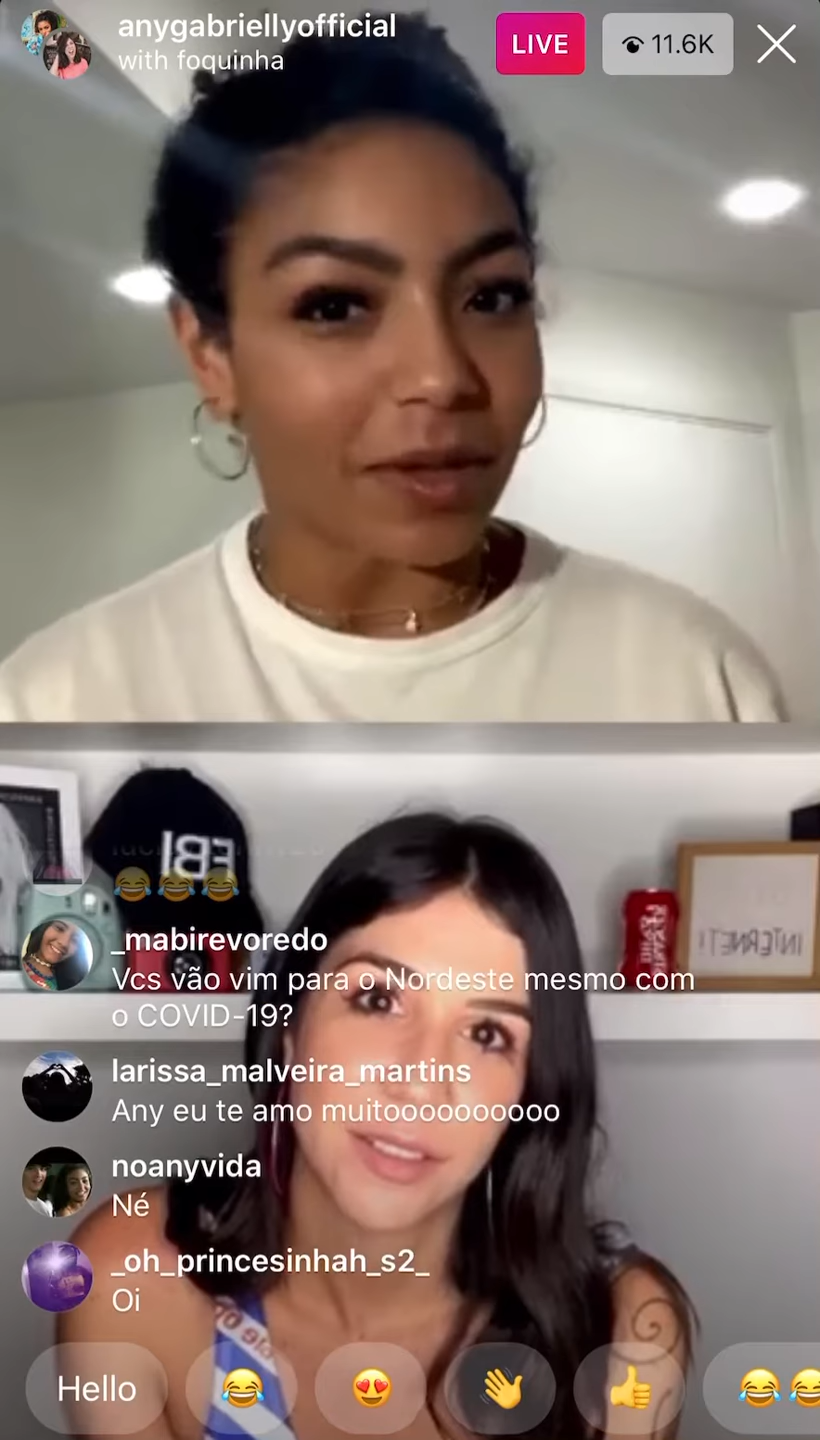 anygabriellyofficial
with foquinha
LIVE
11.6K
FBI
😂😂😂
_mabirevoredo
Vcs vão vim para o Nordeste mesmo com
o COVID-19?
INTERNET!
larissa_malveira_martins
Any eu te amo muitoooooooooo
noanyvida
Né
_oh_princesinhah_s2_
Oi
Hello
😂
😍
👋
👍
😂😂